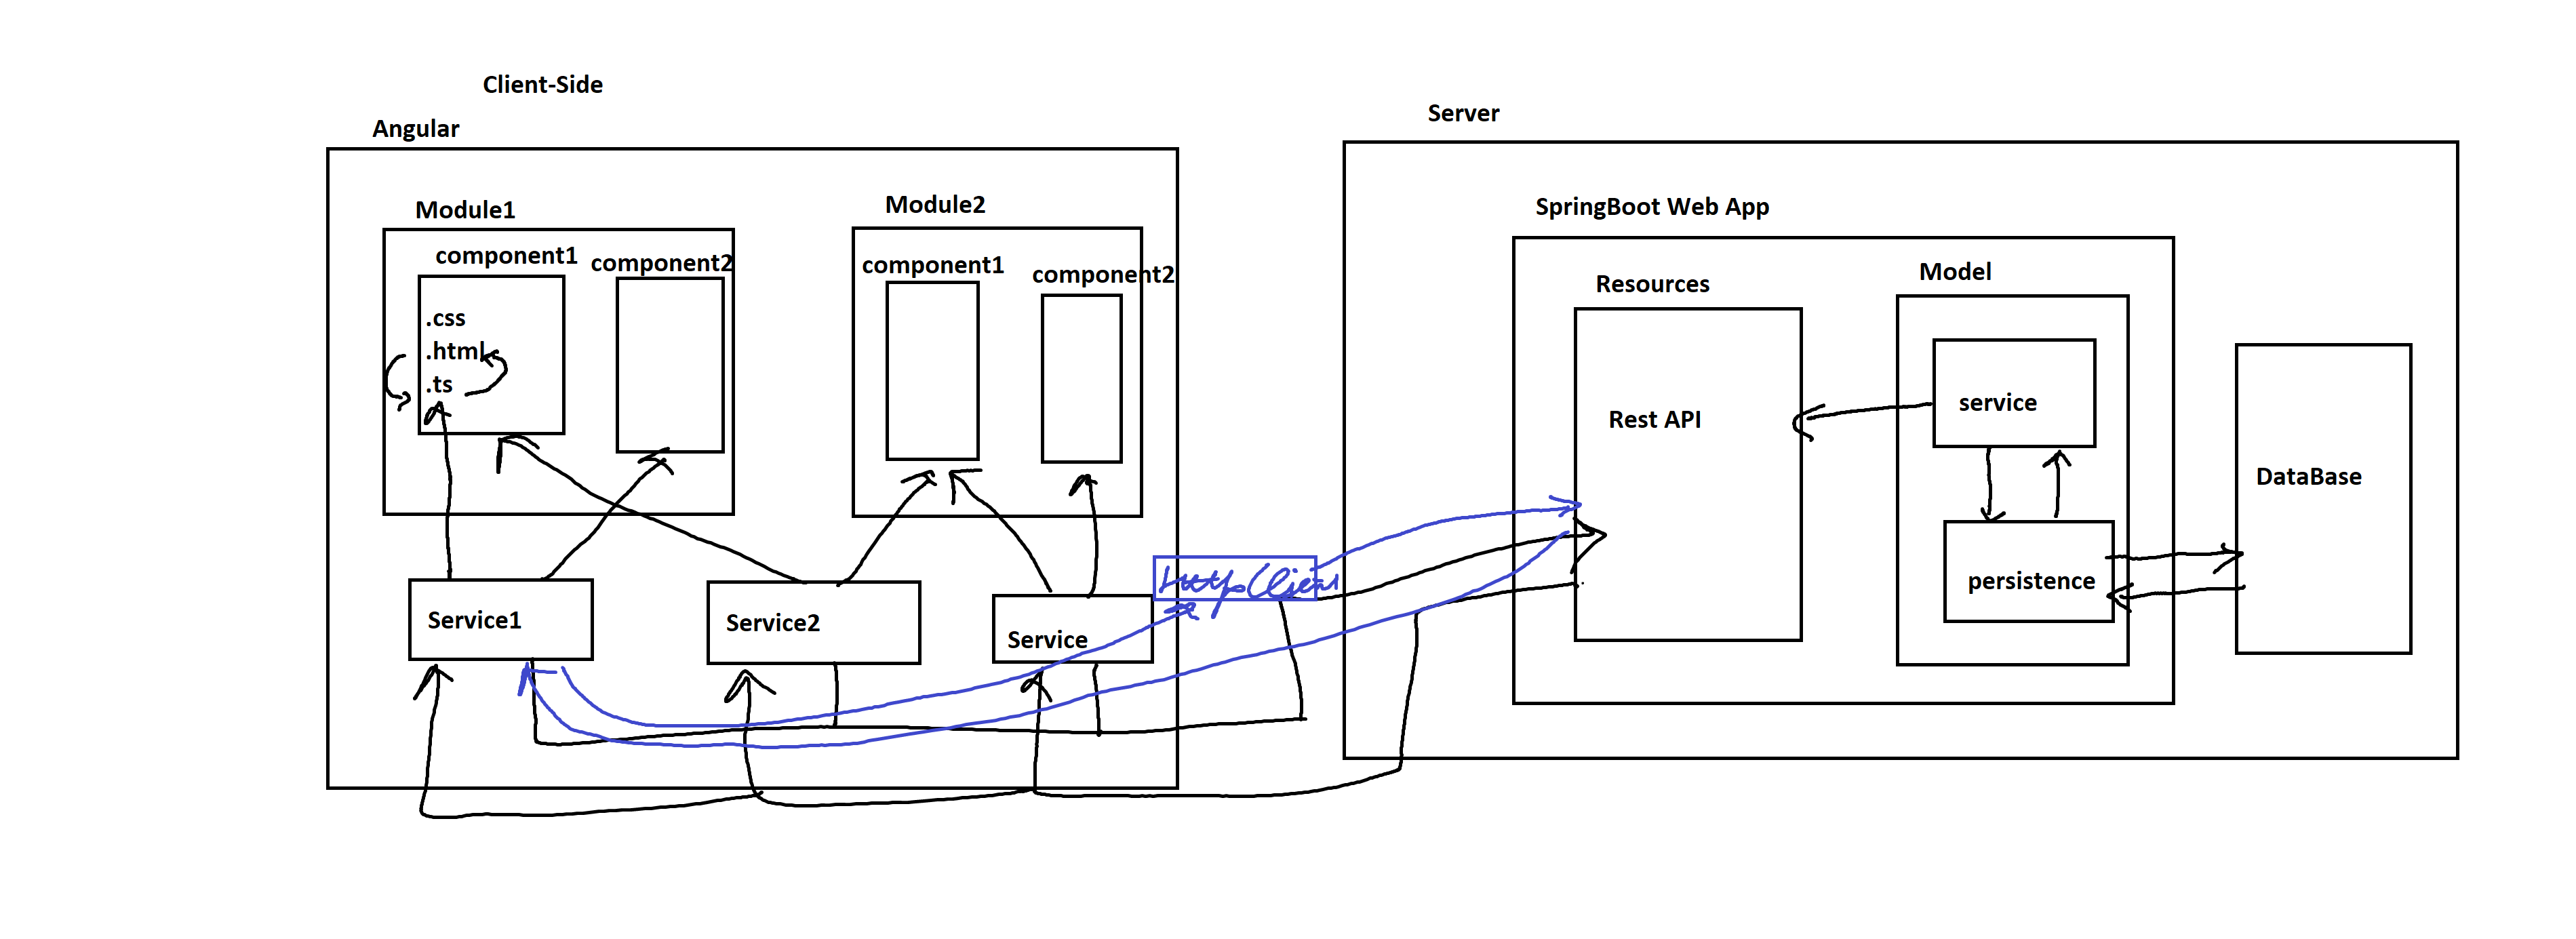 Client-Side
Angular
Module1
component1
component2
.css
.html
.ts
Module2
component1
component2
Service1
Service2
Service
HttpClient
Server
SpringBoot Web App
Resources
Rest API
Model
service
persistence
DataBase